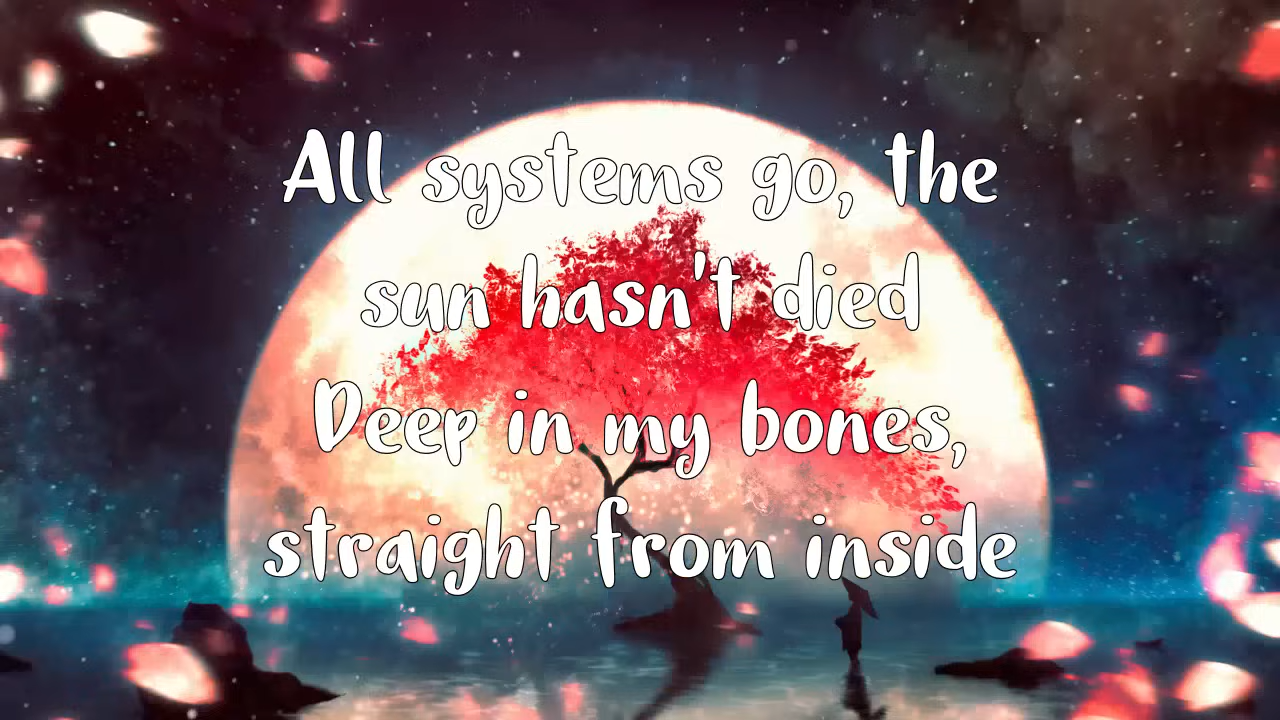 All systems go, the
sun hasn't died
Deep in my bones,
straight from inside